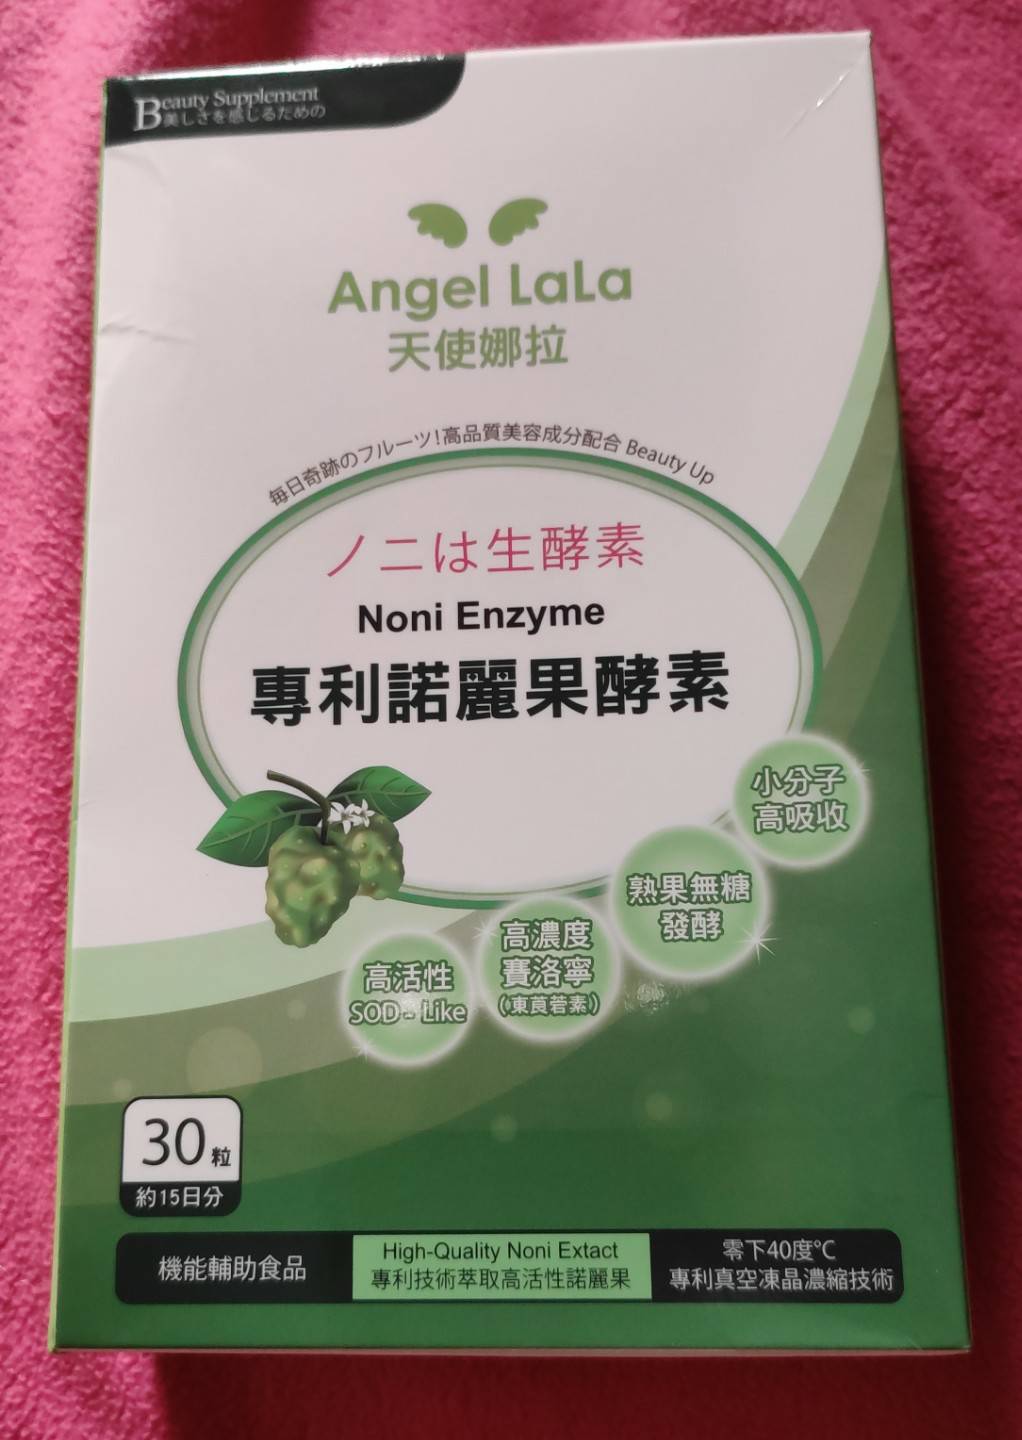 Beauty Supplement
美しさを感じるための
Angel LaLa
天使娜拉
毎日奇跡のフルーツ!高品質美容成分配合 Beauty Up
ノニは生酵素
Noni Enzyme
專利諾麗果酵素
小分子
高吸收
熟果無糖
發酵
高濃度
賽洛寧
(東莨菪素)
高活性
SOD - Like
30粒
約15日分
機能輔助食品
High-Quality Noni Extact
專利技術萃取高活性諾麗果
零下40度℃
專利真空凍晶濃縮技術